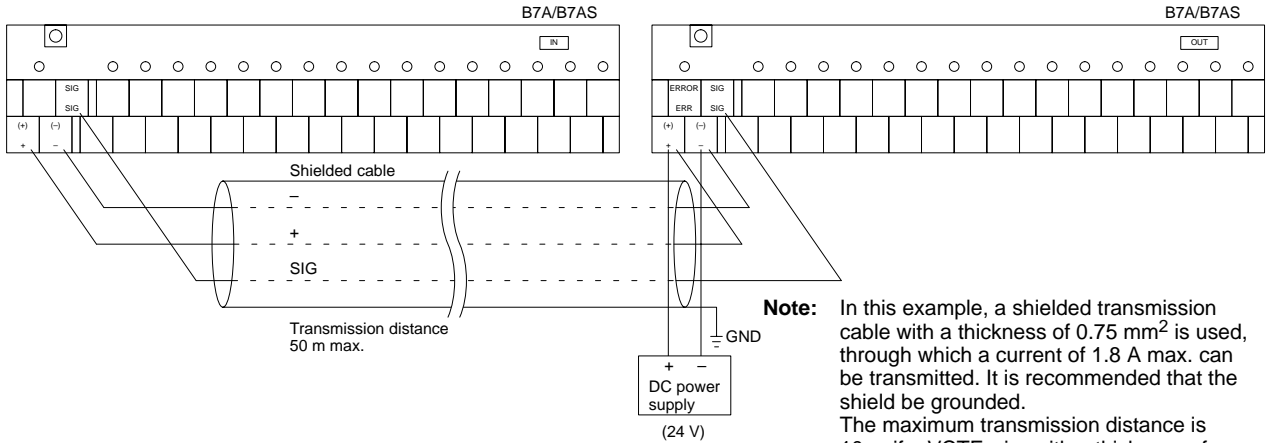 B7A/B7AS
IN
SIG
SIG
(+) (–)
+ –
B7A/B7AS
OUT
ERROR SIG
ERR SIG
(+) (–)
+ –
Shielded cable
–
+
SIG
Transmission distance
50 m max.
GND
+ –
DC power
supply
(24 V)
Note: In this example, a shielded transmission
cable with a thickness of 0.75 mm² is used,
through which a current of 1.8 A max. can
be transmitted. It is recommended that the
shield be grounded.
The maximum transmission distance is